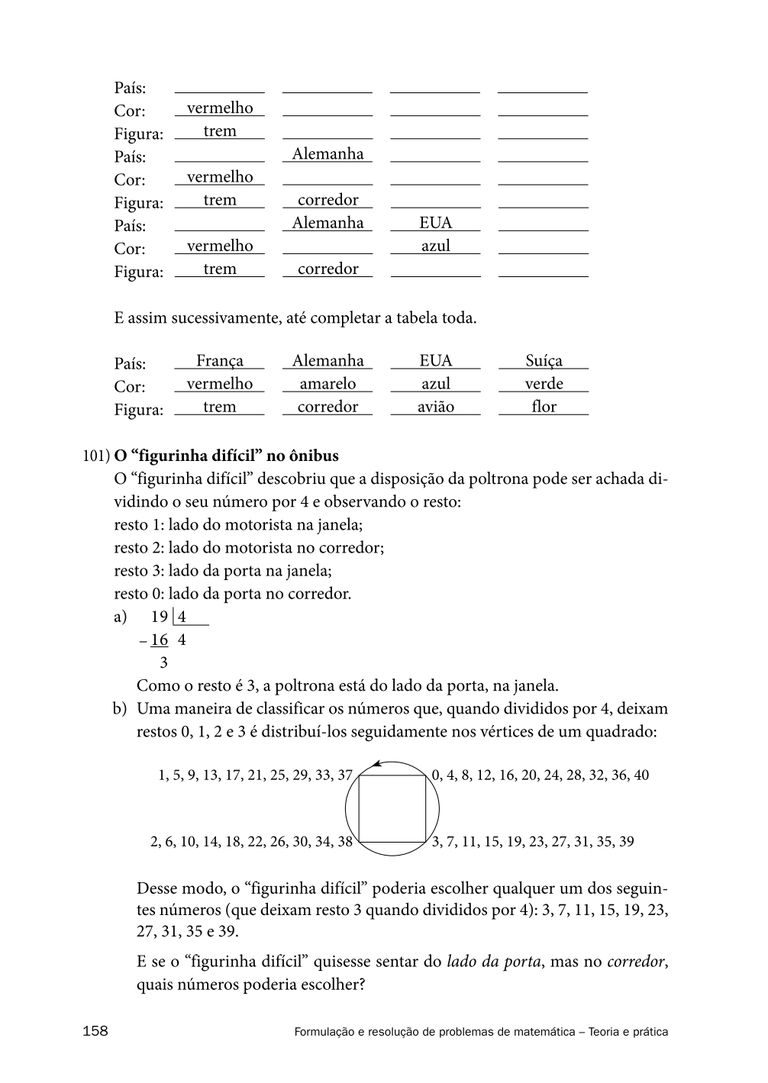 País:
Cor: vermelho
Figura: trem
País: Alemanha
Cor: vermelho
Figura: trem corredor
País: Alemanha EUA
Cor: vermelho azul
Figura: trem corredor
E assim sucessivamente, até completar a tabela toda.
País: França Alemanha EUA Suíça
Cor: vermelho amarelo azul verde
Figura: trem corredor avião flor
101) O “figurinha difícil” no ônibus
O “figurinha difícil” descobriu que a disposição da poltrona pode ser achada di-
vidindo o seu número por 4 e observando o resto:
resto 1: lado do motorista na janela;
resto 2: lado do motorista no corredor;
resto 3: lado da porta na janela;
resto 0: lado da porta no corredor.
a) 19 4
– 16 4
3
Como o resto é 3, a poltrona está do lado da porta, na janela.
b) Uma maneira de classificar os números que, quando divididos por 4, deixam
restos 0, 1, 2 e 3 é distribuí-los seguidamente nos vértices de um quadrado:
1, 5, 9, 13, 17, 21, 25, 29, 33, 37 0, 4, 8, 12, 16, 20, 24, 28, 32, 36, 40
2, 6, 10, 14, 18, 22, 26, 30, 34, 38 3, 7, 11, 15, 19, 23, 27, 31, 35, 39
Desse modo, o “figurinha difícil” poderia escolher qualquer um dos seguin-
tes números (que deixam resto 3 quando divididos por 4): 3, 7, 11, 15, 19, 23,
27, 31, 35 e 39.
E se o “figurinha difícil” quisesse sentar do lado da porta, mas no corredor,
quais números poderia escolher?
158 Formulação e resolução de problemas de matemática – Teoria e prática